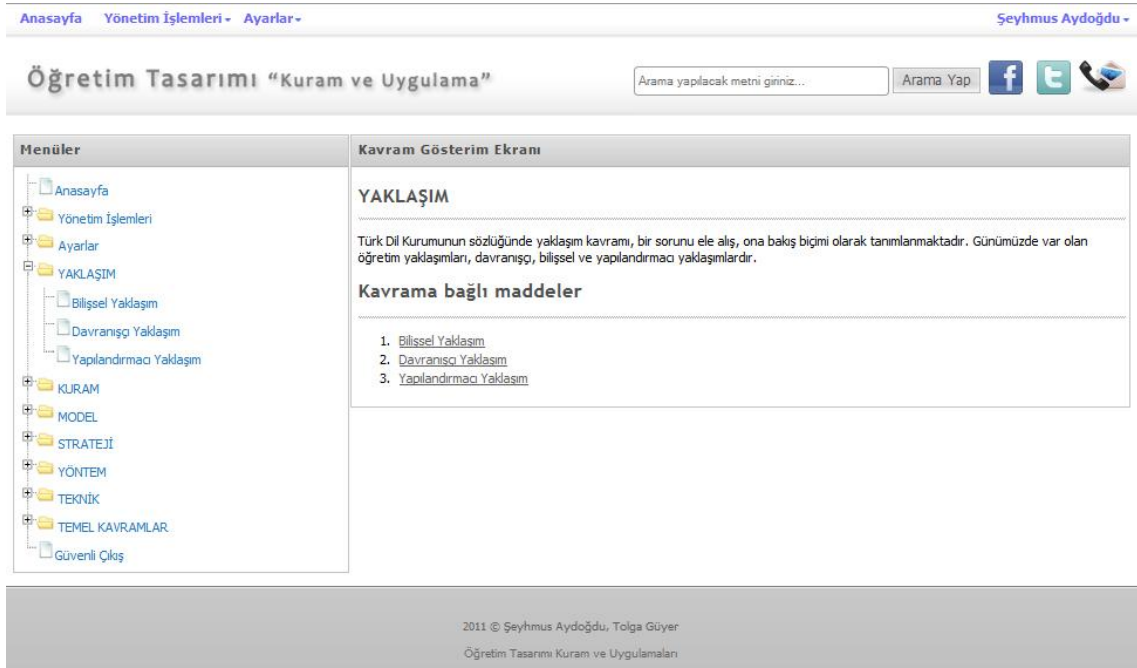 Anasayfa Yönetim İşlemleri Ayarlar Şeyhmus Aydoğdu
Öğretim Tasarımı “Kuram ve Uygulama”
Arama yapılacak metni giriniz... Arama Yap
Menüler
Anasayfa
Yönetim İşlemleri
Ayarlar
YAKLAŞIM
Bilişsel Yaklaşım
Davranışçı Yaklaşım
Yapılandırmacı Yaklaşım
KURAM
MODEL
STRATEJİ
YÖNTEM
TEKNİK
TEMEL KAVRAMLAR
Güvenli Çıkış
Kavram Gösterim Ekranı
YAKLAŞIM
Türk Dil Kurumunun sözlüğünde yaklaşım kavramı, bir sorunu ele alış, ona bakış biçimi olarak tanımlanmaktadır. Günümüzde var olan
öğretim yaklaşımları, davranışçı, bilişsel ve yapılandırmacı yaklaşımlardır.
Kavrama bağlı maddeler
1. Bilişsel Yaklaşım
2. Davranışçı Yaklaşım
3. Yapılandırmacı Yaklaşım
2011 © Şeyhmus Aydoğdu, Tolga Güyer
Öğretim Tasarımı Kuram ve Uygulamaları